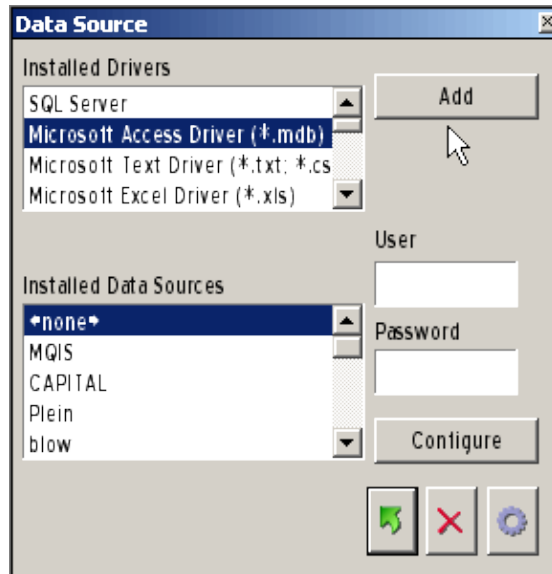 Data Source
Installed Drivers
SQL Server
Microsoft Access Driver (*.mdb)
Microsoft Text Driver (*.txt; *.cs
Microsoft Excel Driver (*.xls)
Add
User
Installed Data Sources
*none*
MQIS
CAPITAL
Plein
blow
Password
Configure